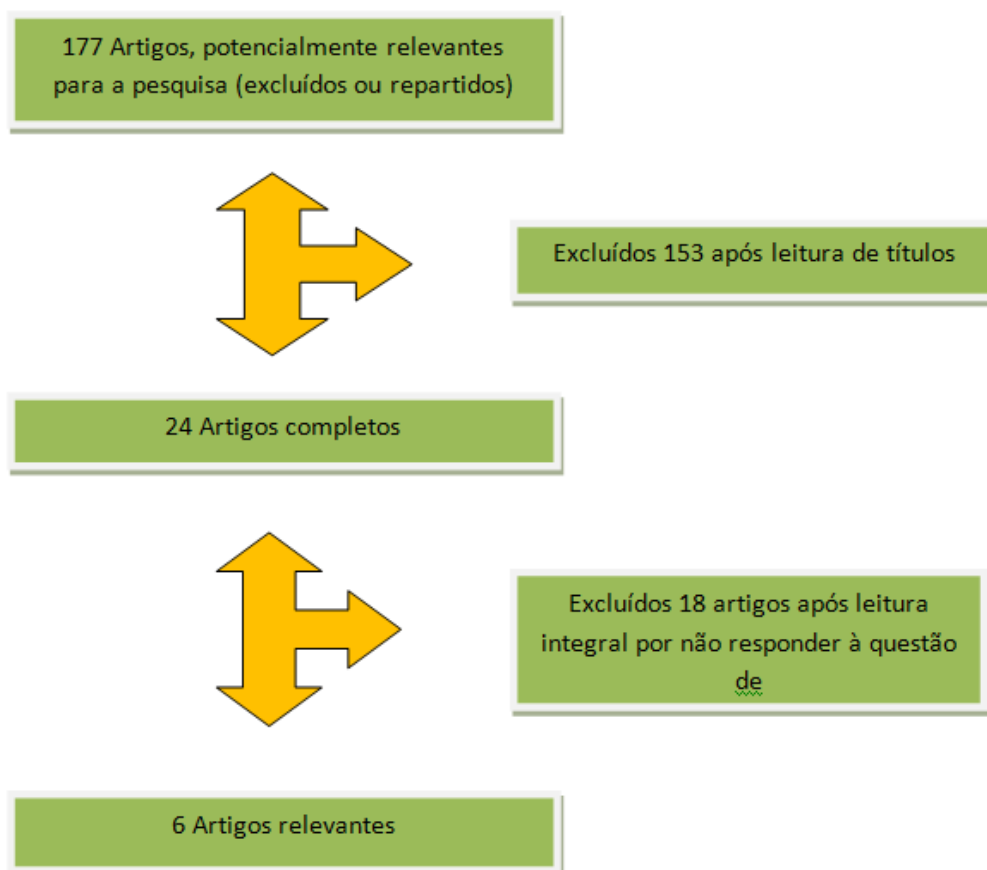 177 Artigos, potencialmente relevantes
para a pesquisa (excluídos ou repartidos)
Excluídos 153 após leitura de títulos
24 Artigos completos
Excluídos 18 artigos após leitura
integral por não responder à questão
de
6 Artigos relevantes